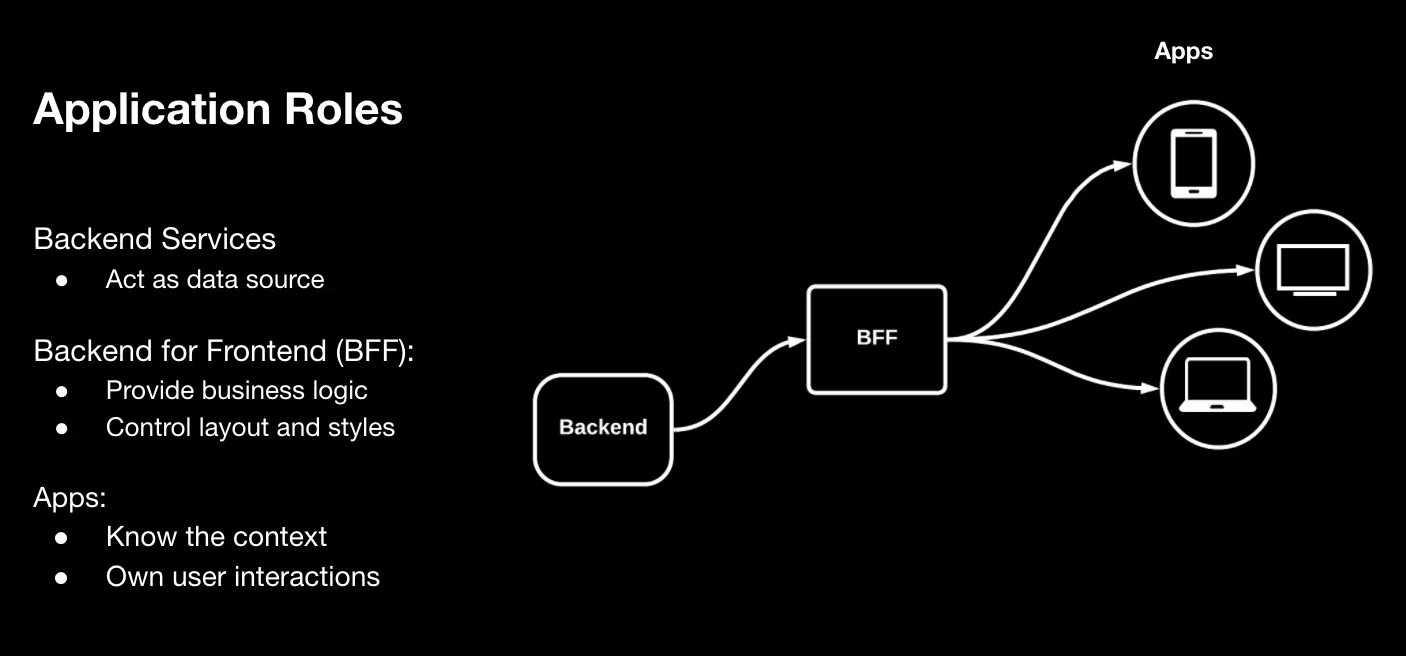 Application Roles
Backend Services
● Act as data source
Backend for Frontend (BFF):
● Provide business logic
● Control layout and styles
Apps:
● Know the context
● Own user interactions
Apps
BFF
Backend